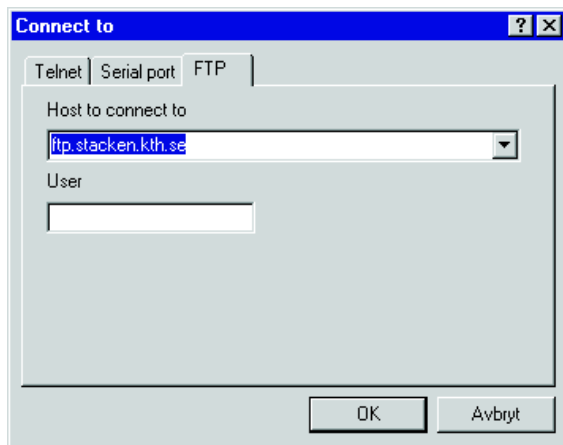 Connect to
Telnet Serial port FTP
Host to connect to
ftp.stacken.kth.se
User
OK Avbryt